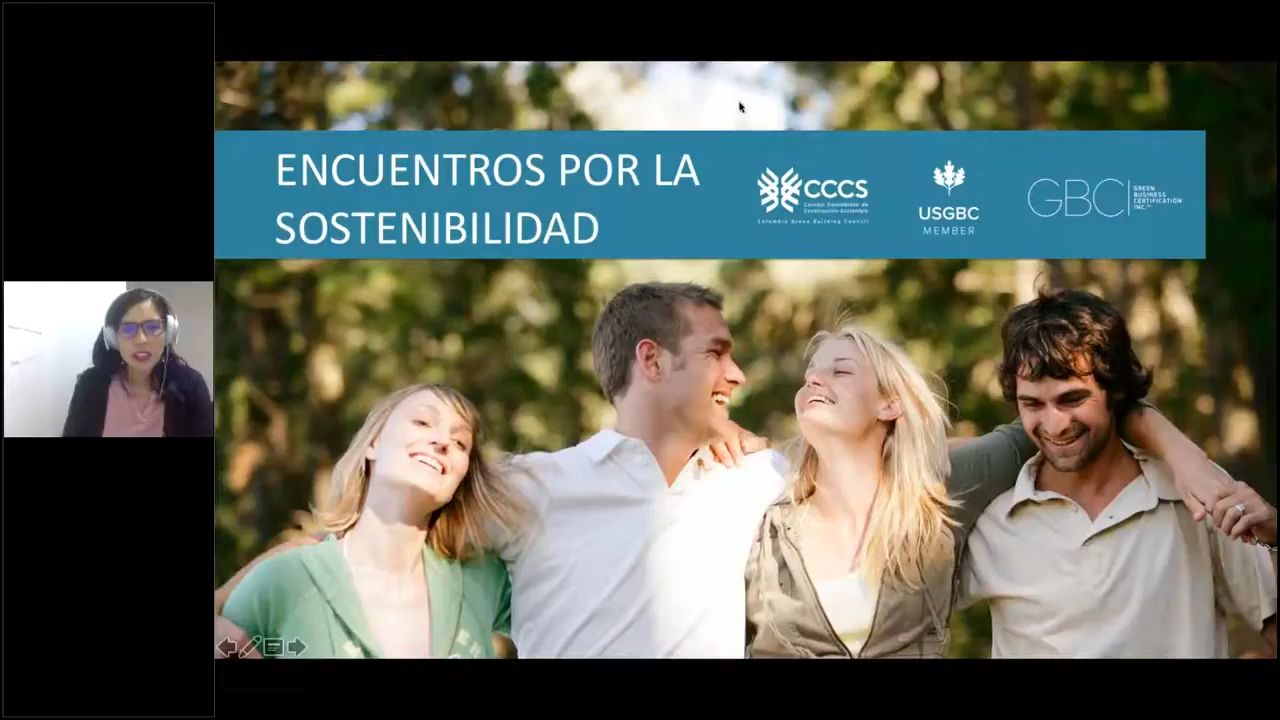 ENCUENTROS POR LA
SOSTENIBILIDAD
CCCS
Consejo Colombiano de
Construcción Sostenible
Colombia Green Building Council
USGBC
MEMBER
GBCI
GREEN
BUSINESS
CERTIFICATION
INC.™